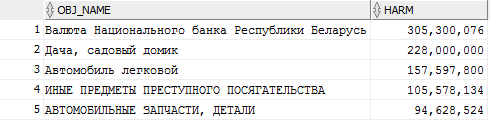 OBJ_NAME HARM
1 Валюта Национального банка Республики Беларусь 305,300,076
2 Дача, садовый домик 228,000,000
3 Автомобиль легковой 157,597,800
4 ИНЫЕ ПРЕДМЕТЫ ПРЕСТУПНОГО ПОСЯГАТЕЛЬСТВА 105,578,134
5 АВТОМОБИЛЬНЫЕ ЗАПЧАСТИ, ДЕТАЛИ 94,628,524